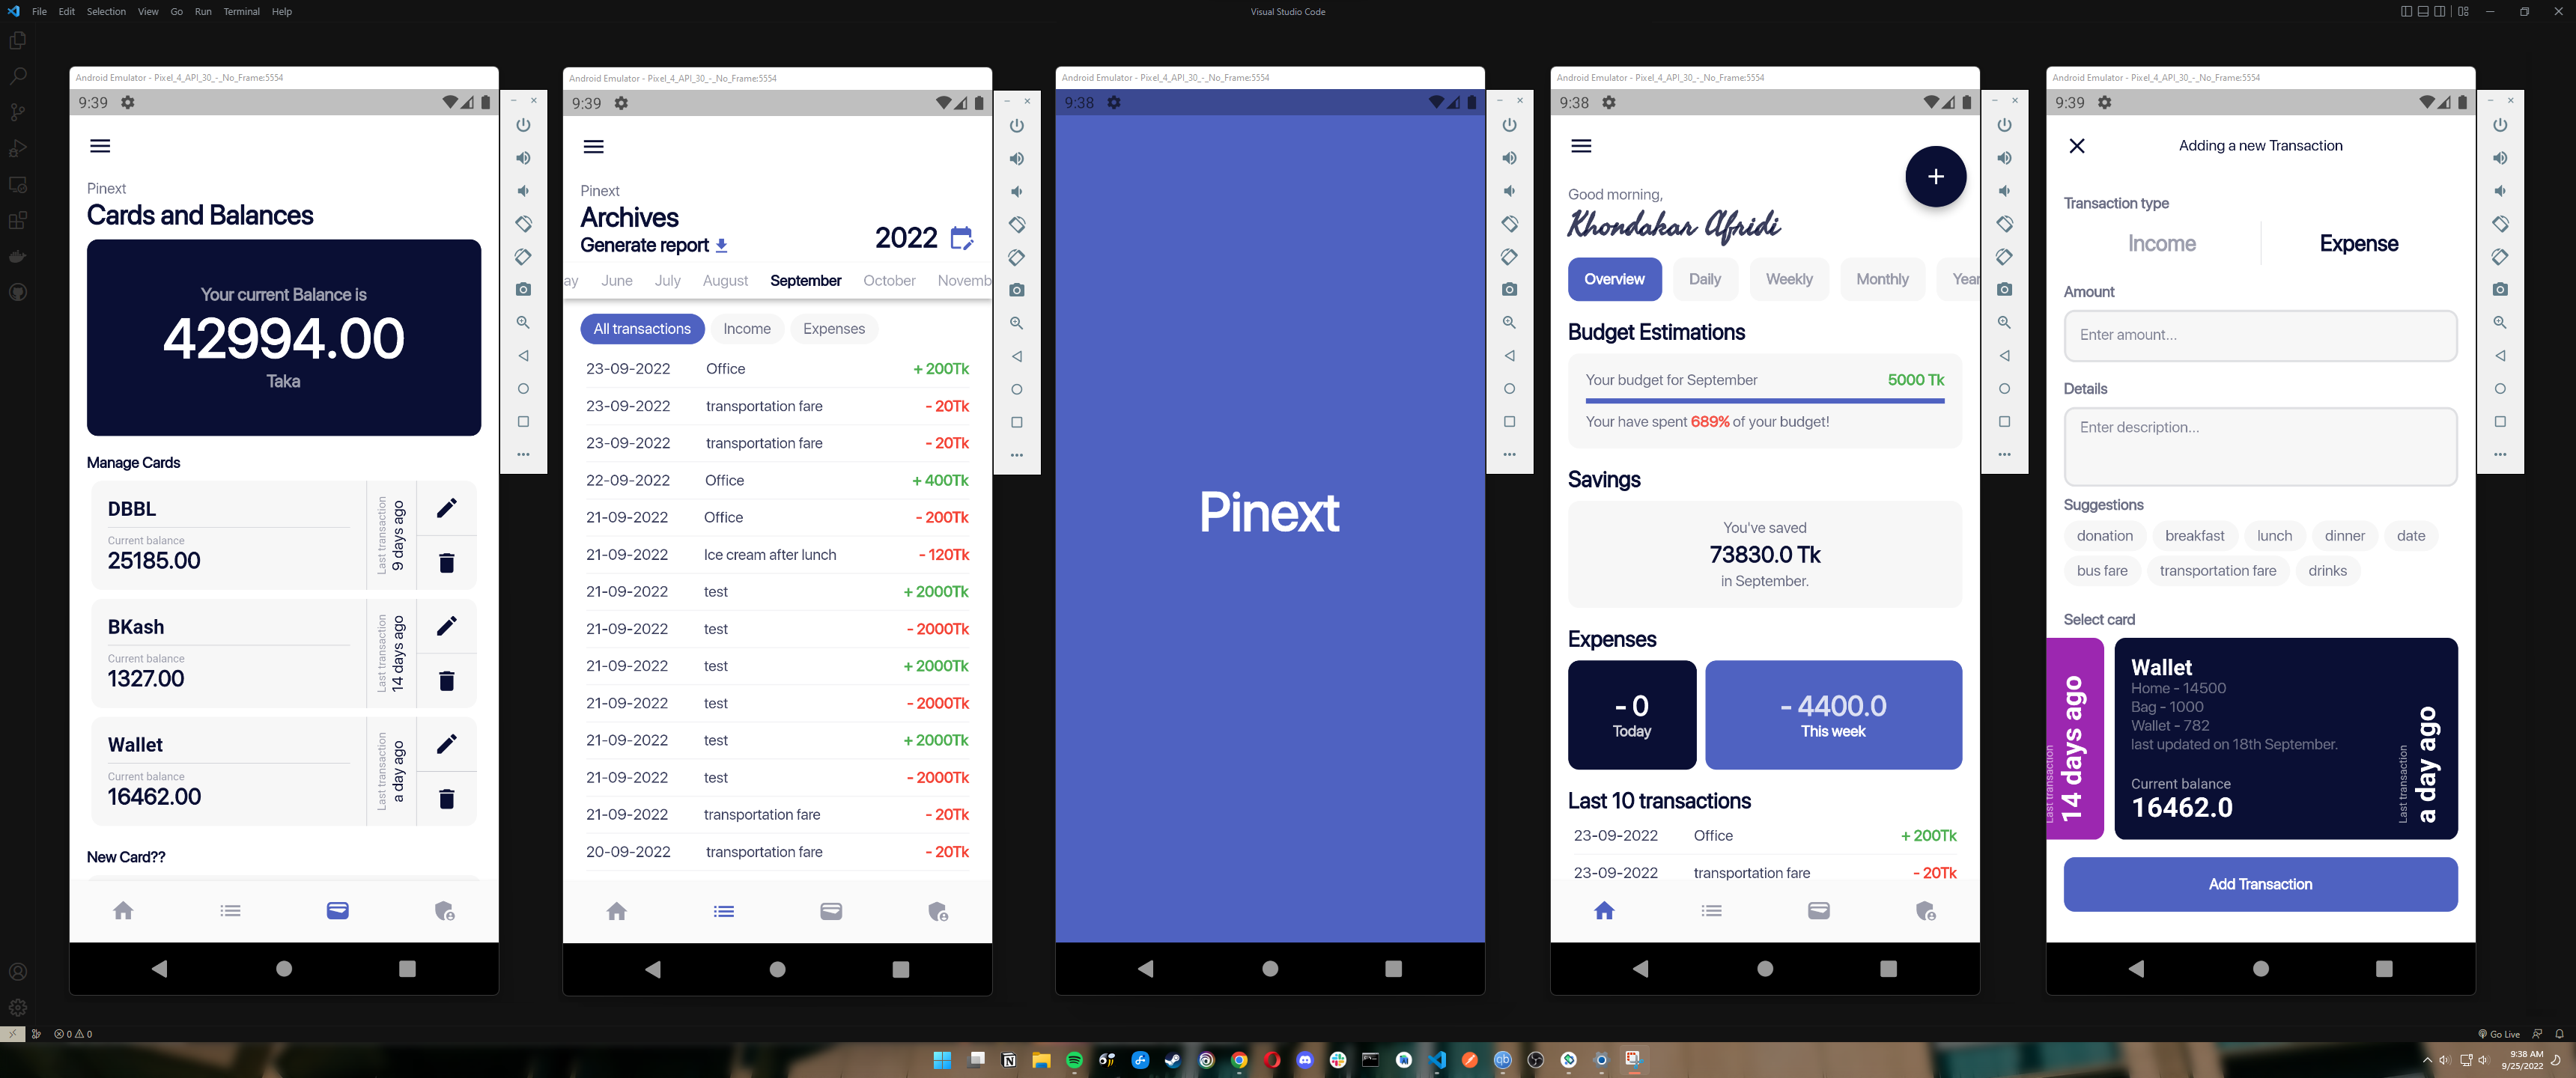 File Edit Selection View Go Run Terminal Help
Visual Studio Code
Android Emulator - Pixel_4_API_30_-_No_Frame:5554
9:39
Pinext
Cards and Balances
Your current Balance is
42994.00
Taka
Manage Cards
DBBL
Current balance
25185.00
Last transaction
9 days ago
BKash
Current balance
1327.00
Last transaction
14 days ago
Wallet
Current balance
16462.00
Last transaction
a day ago
New Card??
Android Emulator - Pixel_4_API_30_-_No_Frame:5554
9:39
Pinext
Archives
Generate report
2022
ay June July August September October Novemb
All transactions Income Expenses
23-09-2022 Office + 200Tk
23-09-2022 transportation fare - 20Tk
23-09-2022 transportation fare - 20Tk
22-09-2022 Office + 400Tk
21-09-2022 Office - 200Tk
21-09-2022 Ice cream after lunch - 120Tk
21-09-2022 test + 2000Tk
21-09-2022 test - 2000Tk
21-09-2022 test + 2000Tk
21-09-2022 test - 2000Tk
21-09-2022 test + 2000Tk
21-09-2022 test - 2000Tk
21-09-2022 transportation fare - 20Tk
20-09-2022 transportation fare - 20Tk
Android Emulator - Pixel_4_API_30_-_No_Frame:5554
9:38
Pinext
Android Emulator - Pixel_4_API_30_-_No_Frame:5554
9:38
Good morning,
Khondakar Afridi
Overview Daily Weekly Monthly Year
Budget Estimations
Your budget for September 5000 Tk
Your have spent 689% of your budget!
Savings
You've saved
73830.0 Tk
in September.
Expenses
- 0
Today
- 4400.0
This week
Last 10 transactions
23-09-2022 Office + 200Tk
23-09-2022 transportation fare - 20Tk
Android Emulator - Pixel_4_API_30_-_No_Frame:5554
9:39
Adding a new Transaction
Transaction type
Income Expense
Amount
Enter amount...
Details
Enter description...
Suggestions
donation breakfast lunch dinner date
bus fare transportation fare drinks
Select card
Last transaction
14 days ago
Wallet
Home - 14500
Bag - 1000
Wallet - 782
last updated on 18th September.
Current balance
16462.0
Last transaction
a day ago
Add Transaction
0 0
Go Live
9:38 AM
9/25/2022